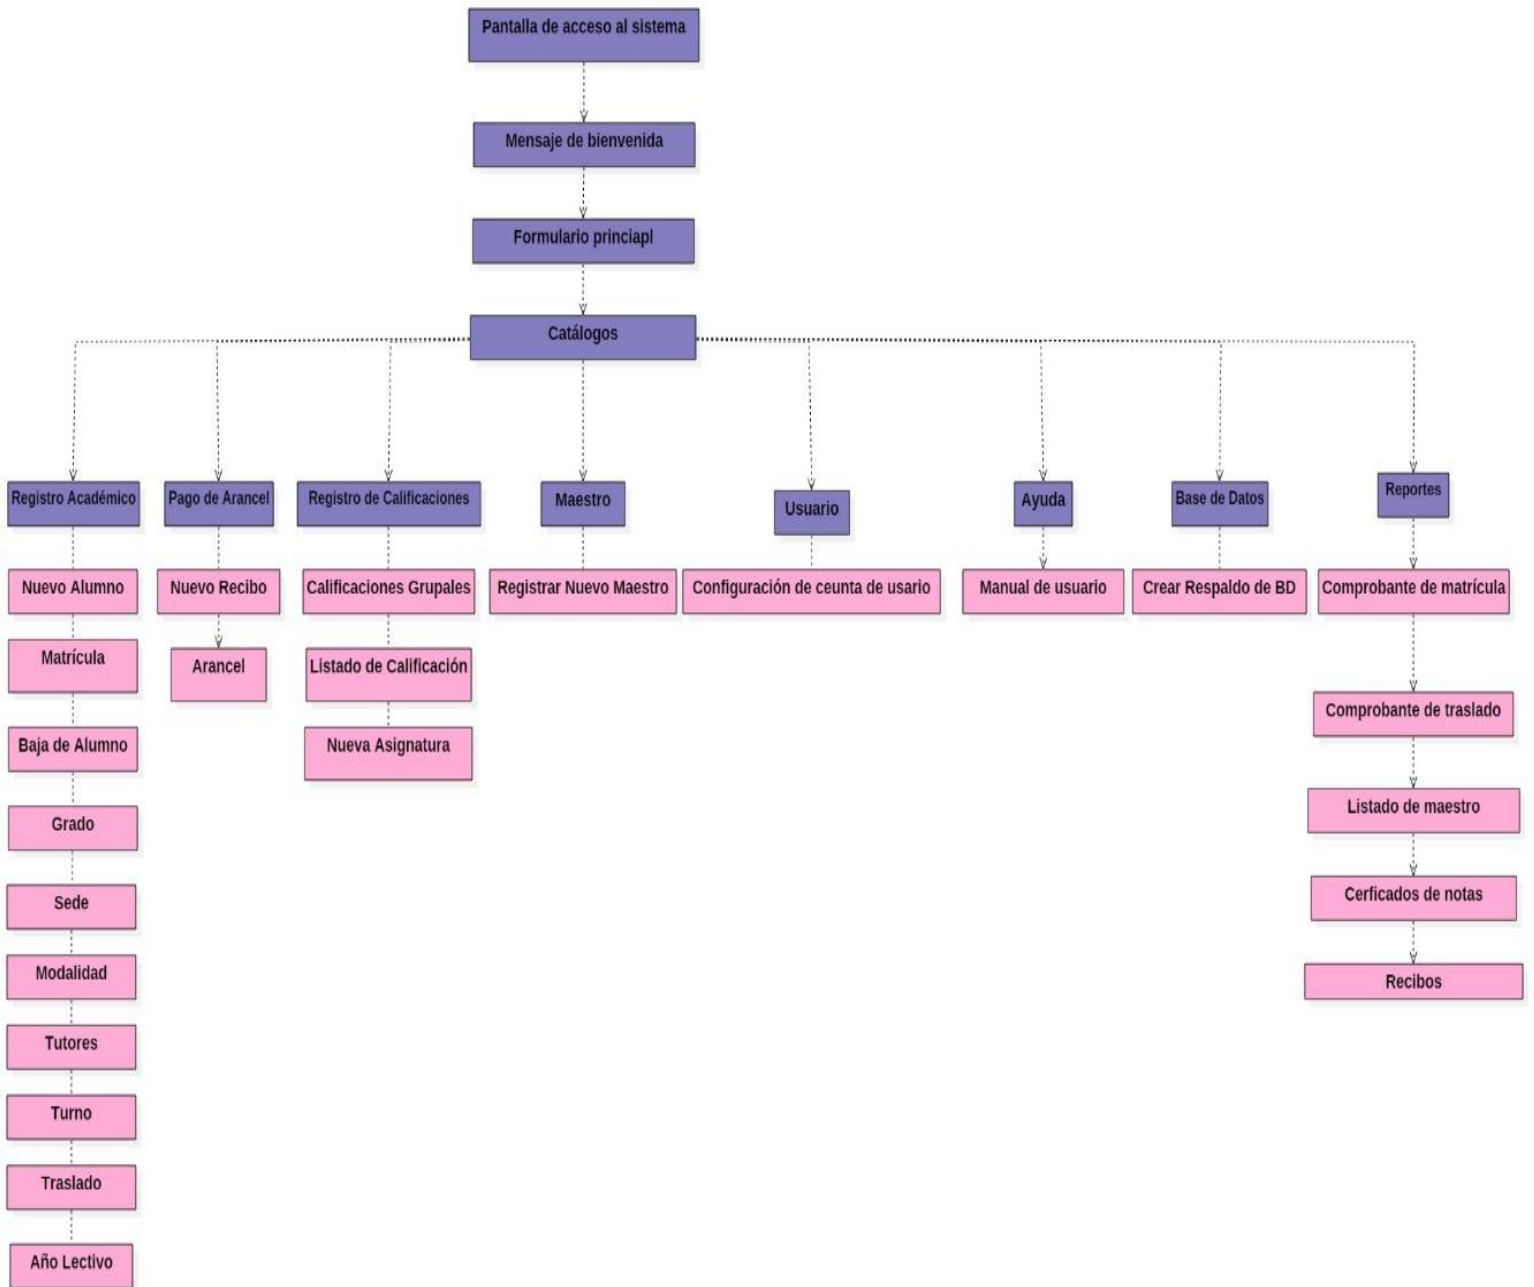 Pantalla de acceso al sistema
Mensaje de bienvenida
Formulario princiapl
Catálogos
Registro Académico
Pago de Arancel
Registro de Calificaciones
Maestro
Usuario
Ayuda
Base de Datos
Reportes
Nuevo Alumno
Nuevo Recibo
Calificaciones Grupales
Registrar Nuevo Maestro
Configuración de ceunta de usario
Manual de usuario
Crear Respaldo de BD
Comprobante de matrícula
Matrícula
Arancel
Listado de Calificación
Comprobante de traslado
Baja de Alumno
Nueva Asignatura
Listado de maestro
Grado
Cerficados de notas
Sede
Modalidad
Recibos
Tutores
Turno
Traslado
Año Lectivo